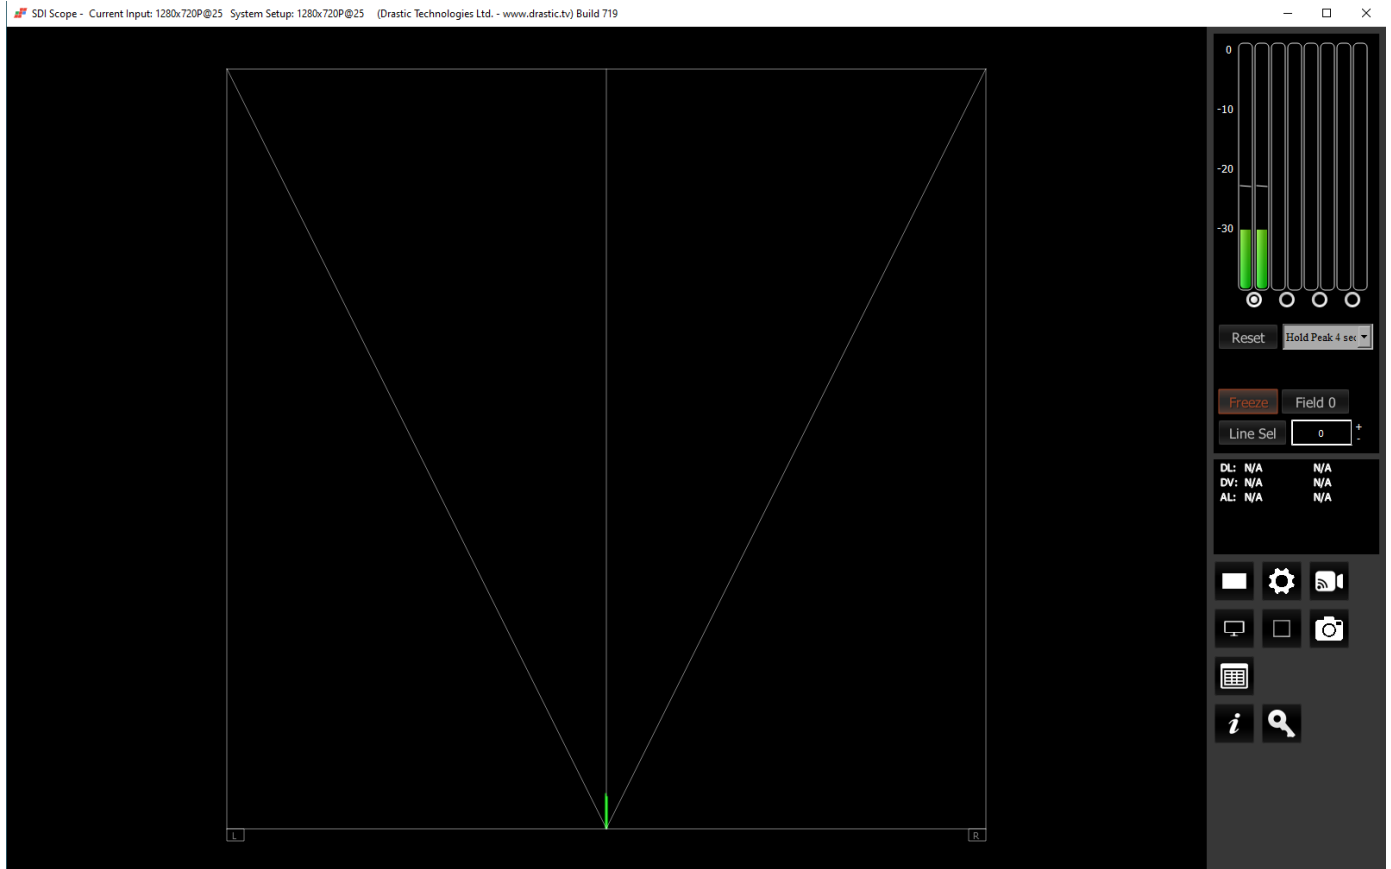 SDI Scope - Current Input: 1280x720P@25 System Setup: 1280x720P@25 (Drastic Technologies Ltd. - www.drastic.tv) Build 719
0
-10
-20
-30
Reset Hold Peak 4 sec
Freeze Field 0
Line Sel 0 + -
DL: N/A N/A
DV: N/A N/A
AL: N/A N/A
i
L R